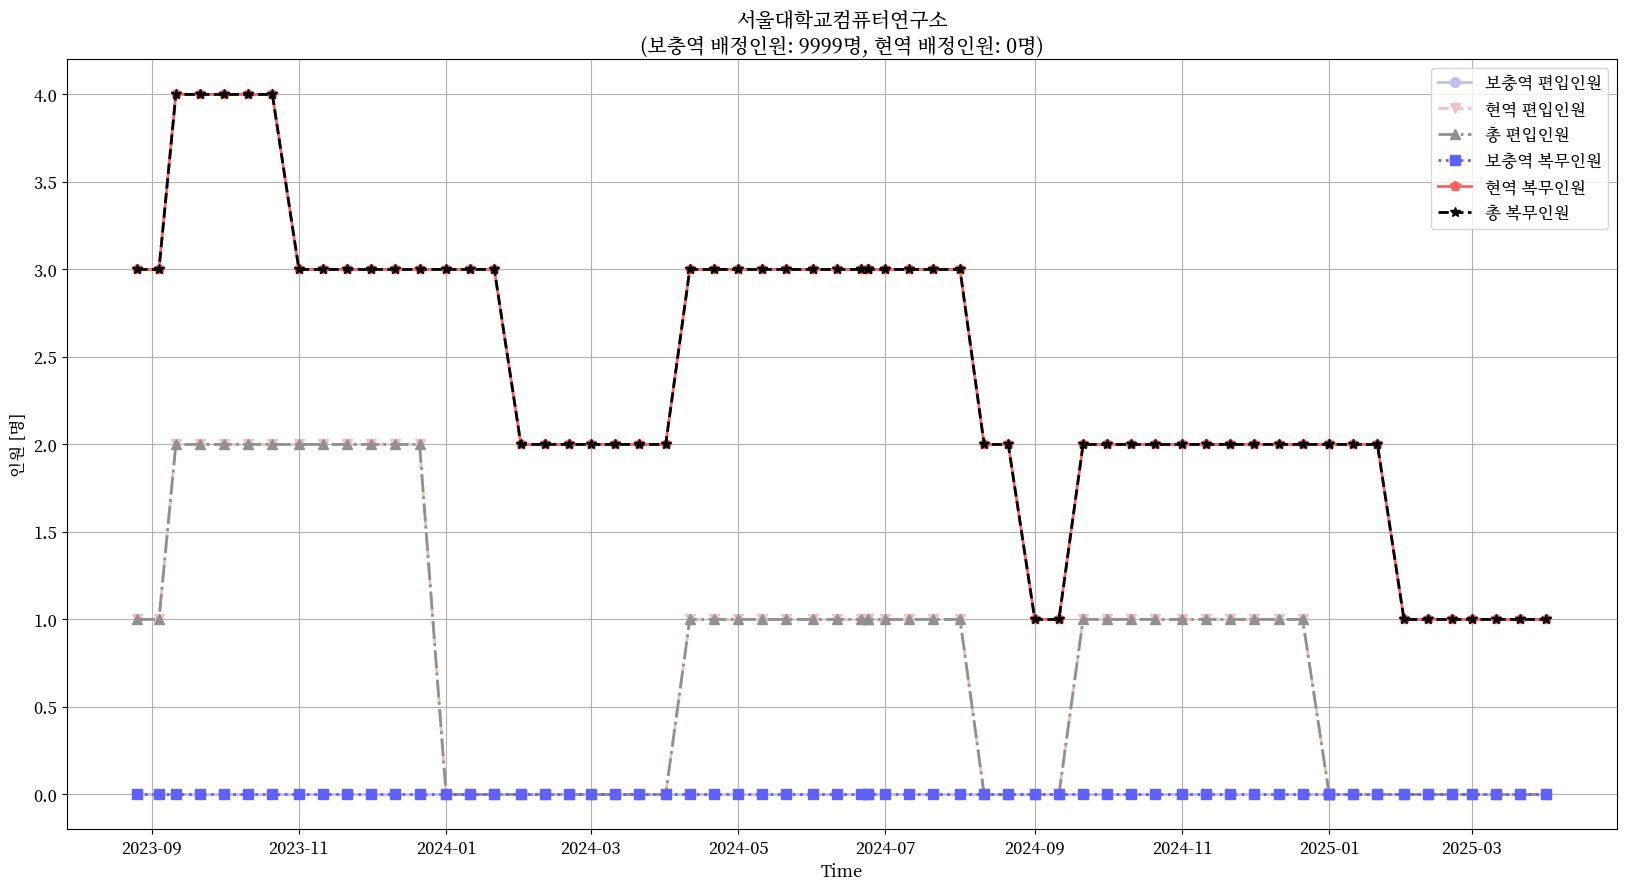 서울대학교컴퓨터연구소
(보충역 배정인원: 9999명, 현역 배정인원: 0명)
보충역 편입인원
현역 편입인원
총 편입인원
보충역 복무인원
현역 복무인원
총 복무인원
인원 [명]
4.0
3.5
3.0
2.5
2.0
1.5
1.0
0.5
0.0
2023-09 2023-11 2024-01 2024-03 2024-05 2024-07 2024-09 2024-11 2025-01 2025-03
Time